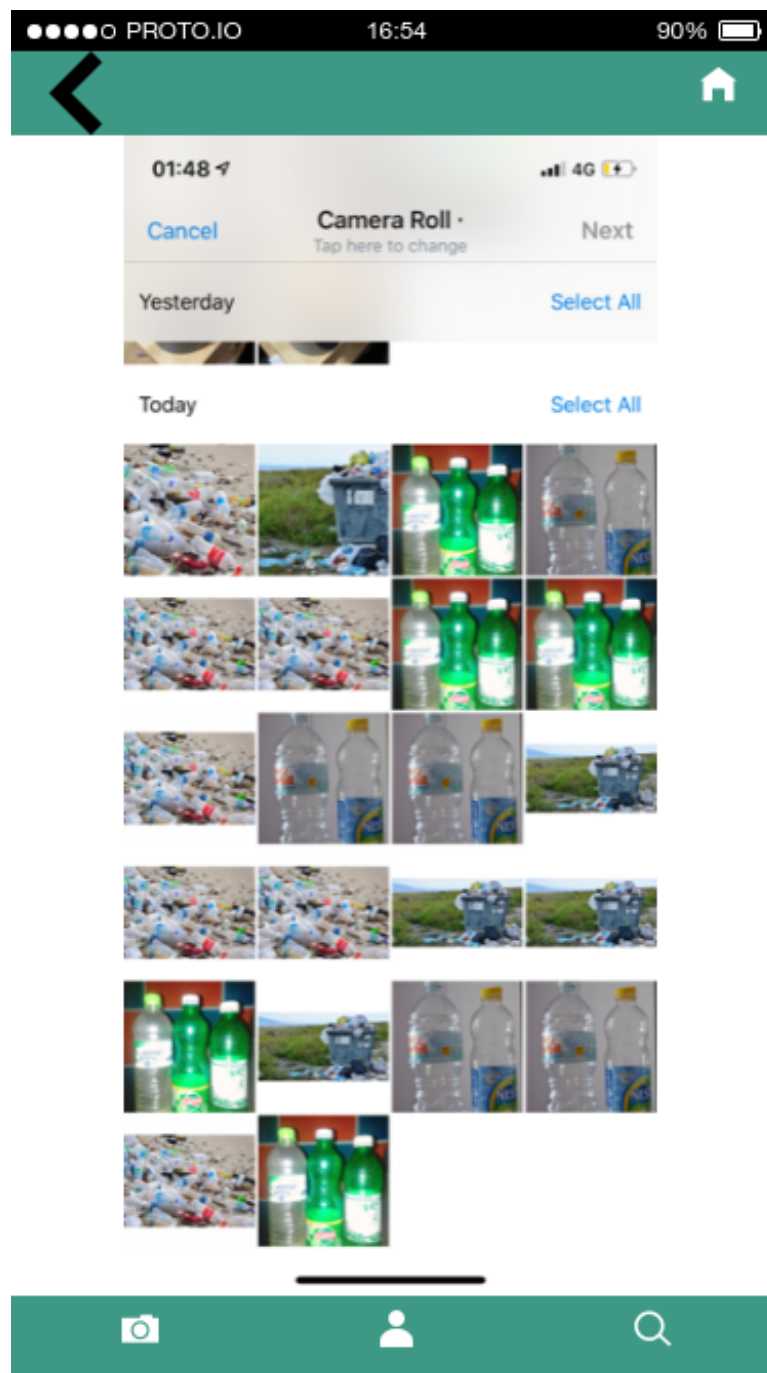 PROTO.IO 16:54 90%
01:48 4G
Cancel Camera Roll · Next
Tap here to change
Yesterday Select All
Today Select All